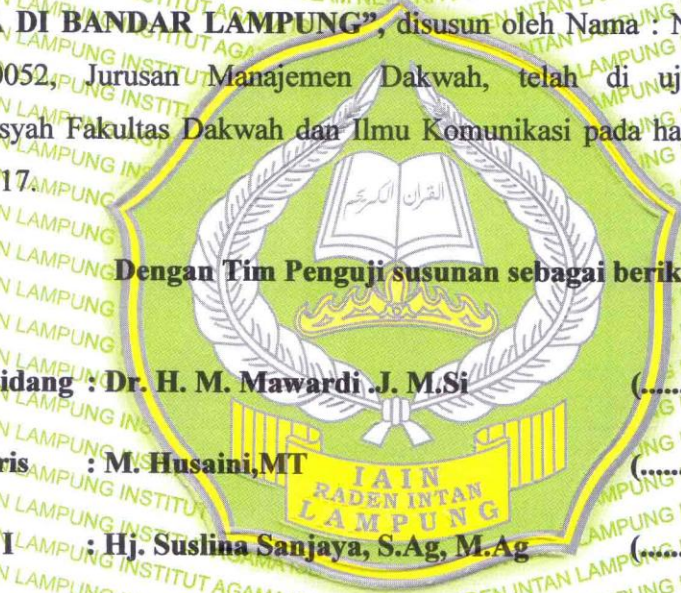 A DI BANDAR LAMPUNG”, disusun oleh Nama : N
0052, Jurusan Manajemen Dakwah, telah di uj
syah Fakultas Dakwah dan Ilmu Komunikasi pada ha
17.
القران الكريم
Dengan Tim Penguji susunan sebagai berik
idang : Dr. H. M. Mawardi .J. M.Si (......
ris : M. Husaini,MT (......
I : Hj. Suslina Sanjaya, S.Ag, M.Ag (......
IAIN
RADEN INTAN
LAMPUNG